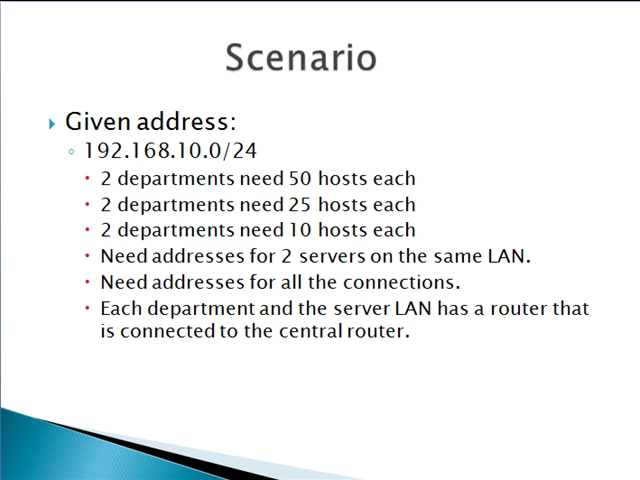 Scenario
Given address:
192.168.10.0/24
2 departments need 50 hosts each
2 departments need 25 hosts each
2 departments need 10 hosts each
Need addresses for 2 servers on the same LAN.
Need addresses for all the connections.
Each department and the server LAN has a router that
is connected to the central router.